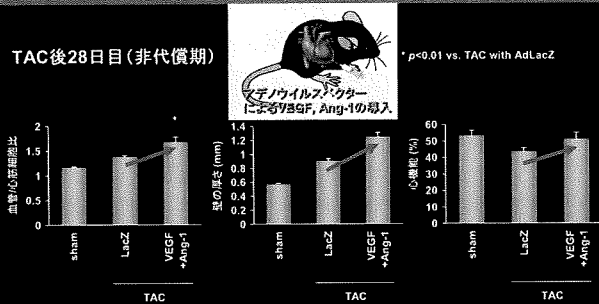 TAC後28日目(非代償期)
アデノウイルスベクター
によるVEGF, Ang-1の導入
* p<0.01 vs. TAC with AdLacZ
血管/心筋細胞比
2
1.5
1
0.5
0
*
sham
LacZ
VEGF
+Ang-1
TAC
壁の厚さ (mm)
1.4
1.2
1
0.8
0.6
0.4
0.2
0
sham
LacZ
VEGF
+Ang-1
TAC
心機能 (%)
60
50
40
30
20
10
0
sham
LacZ
VEGF
+Ang-1
TAC